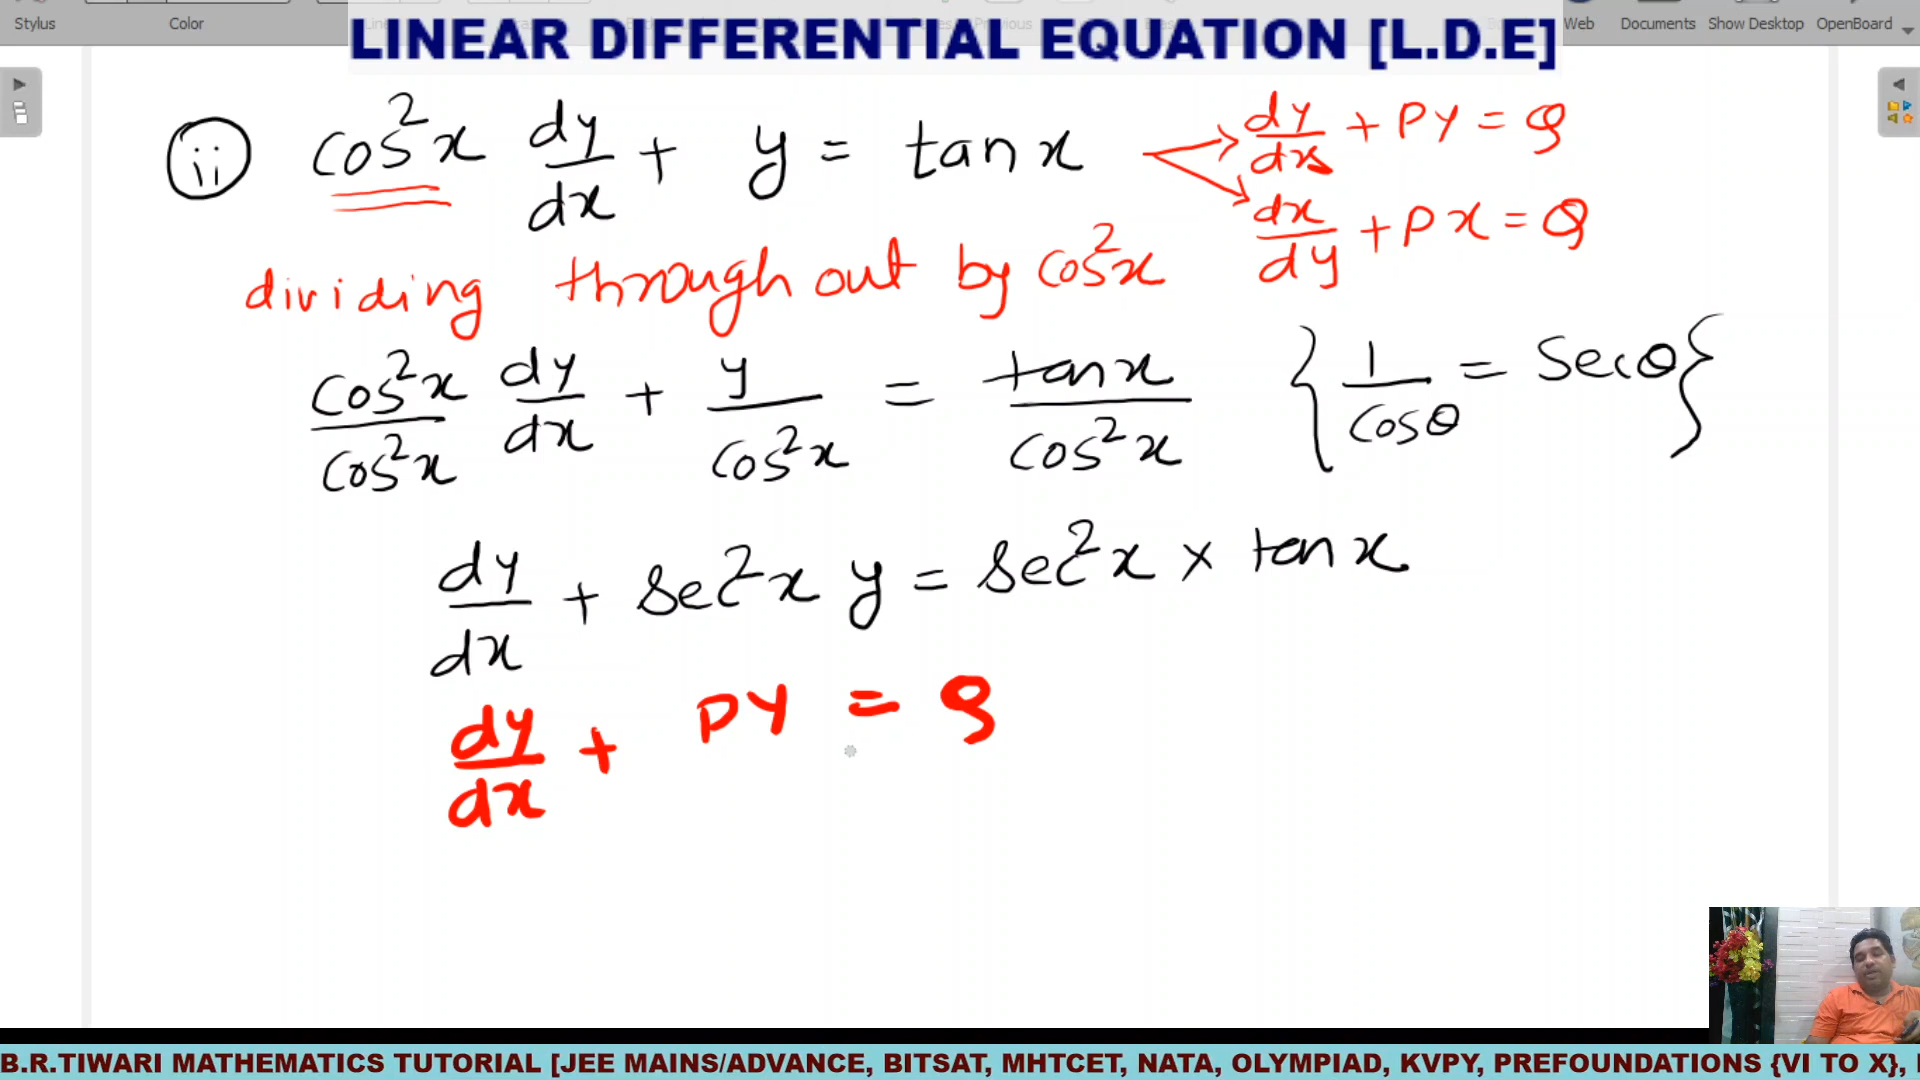 Stylus Color Web Documents Show Desktop OpenBoard
LINEAR DIFFERENTIAL EQUATION [L.D.E]
ii cos²x dy/dx + y = tan x
dy/dx + PY = Q
dx/dy + Px = Q
dividing through out by cos²x
cos²x/cos²x dy/dx + y/cos²x = tanx/cos²x { 1/cosθ = Secθ }
dy/dx + sec²x y = sec²x × tan x
dy/dx + PY = Q
B.R.TIWARI MATHEMATICS TUTORIAL [JEE MAINS/ADVANCE, BITSAT, MHTCET, NATA, OLYMPIAD, KVPY, PREFOUNDATIONS {VI TO X},